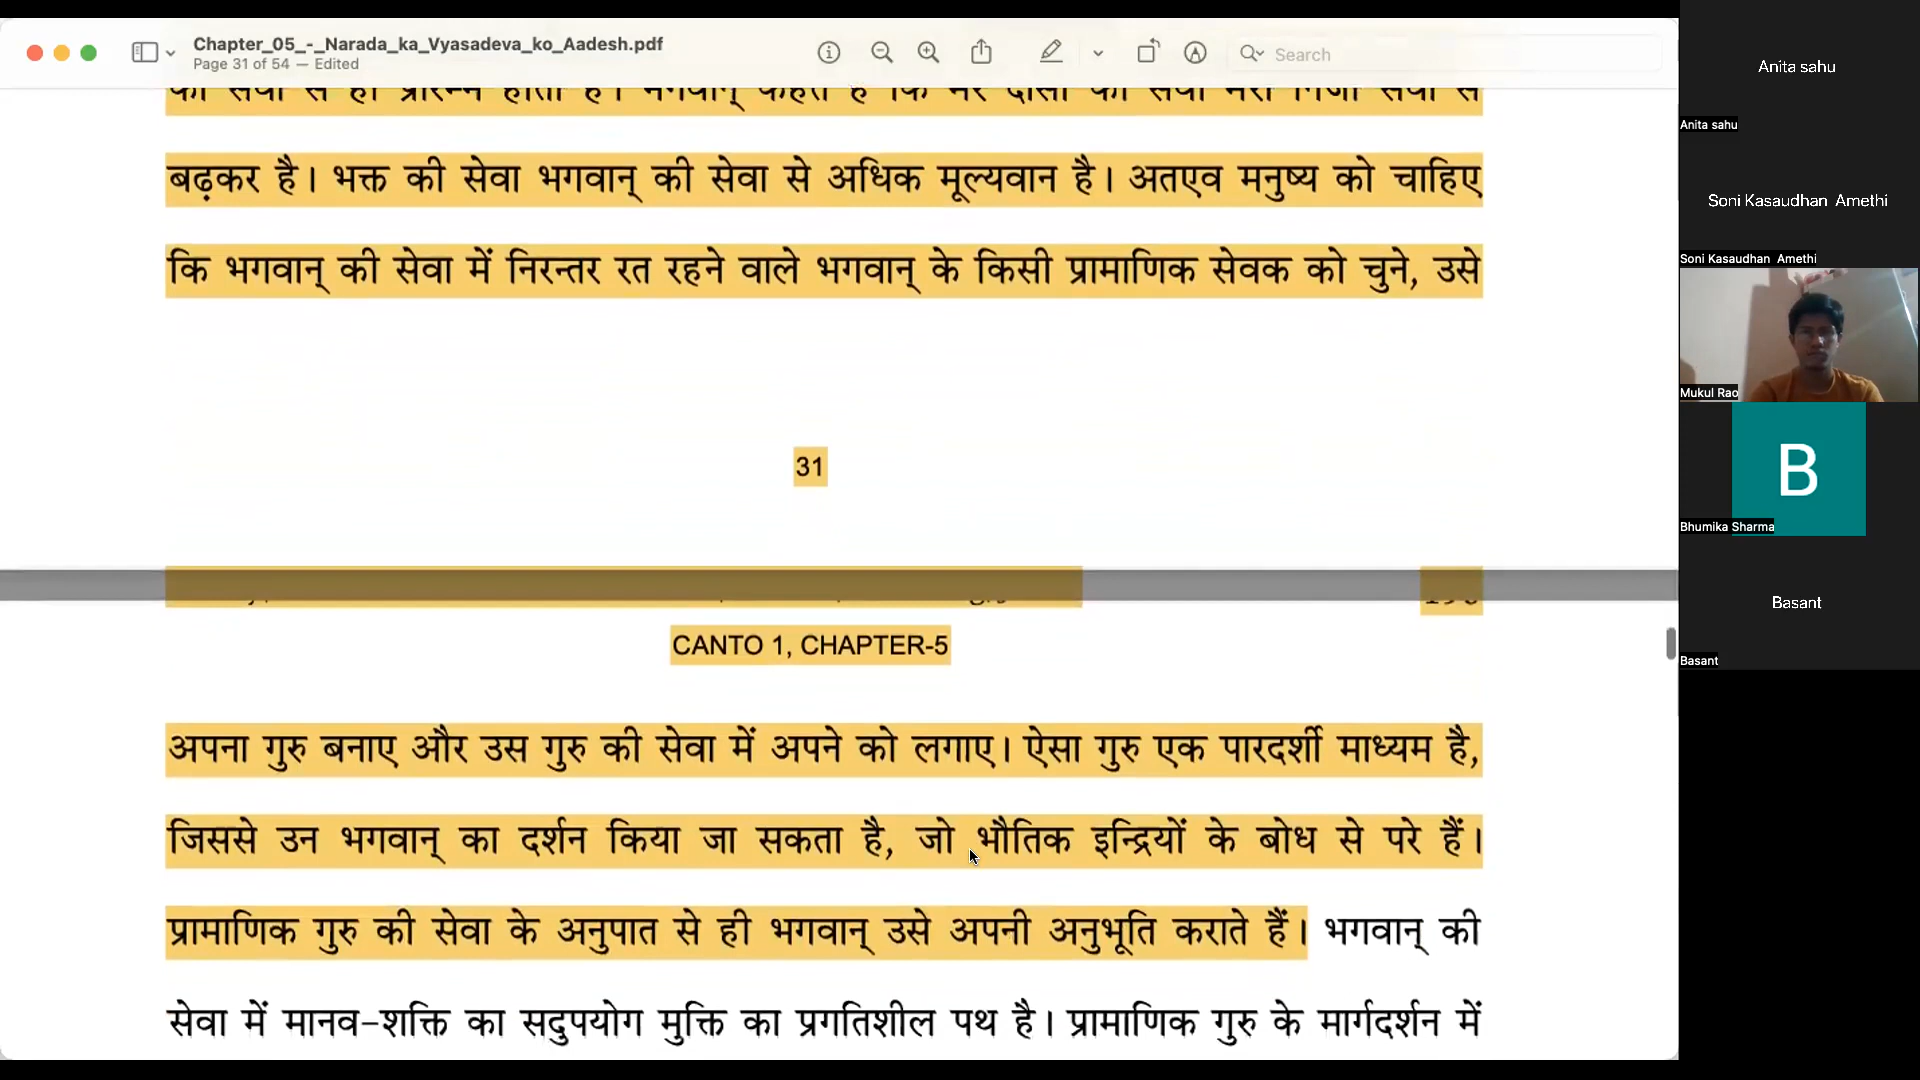 Chapter_05_-_Narada_ka_Vyasadeva_ko_Aadesh.pdf
Page 31 of 54 — Edited
Search
की सेवा से ही प्रारम्भ होता है। भगवान् कहते हैं कि मेरे दासों की सेवा मेरी निजी सेवा से
बढ़कर है। भक्त की सेवा भगवान् की सेवा से अधिक मूल्यवान है। अतएव मनुष्य को चाहिए
कि भगवान् की सेवा में निरन्तर रत रहने वाले भगवान् के किसी प्रामाणिक सेवक को चुने, उसे
31
CANTO 1, CHAPTER-5
अपना गुरु बनाए और उस गुरु की सेवा में अपने को लगाए। ऐसा गुरु एक पारदर्शी माध्यम है,
जिससे उन भगवान् का दर्शन किया जा सकता है, जो भौतिक इन्द्रियों के बोध से परे हैं।
प्रामाणिक गुरु की सेवा के अनुपात से ही भगवान् उसे अपनी अनुभूति कराते हैं। भगवान् की
सेवा में मानव-शक्ति का सदुपयोग मुक्ति का प्रगतिशील पथ है। प्रामाणिक गुरु के मार्गदर्शन में
Anita sahu
Anita sahu
Soni Kasaudhan Amethi
Soni Kasaudhan Amethi
Mukul Rao
B
Bhumika Sharma
Basant
Basant